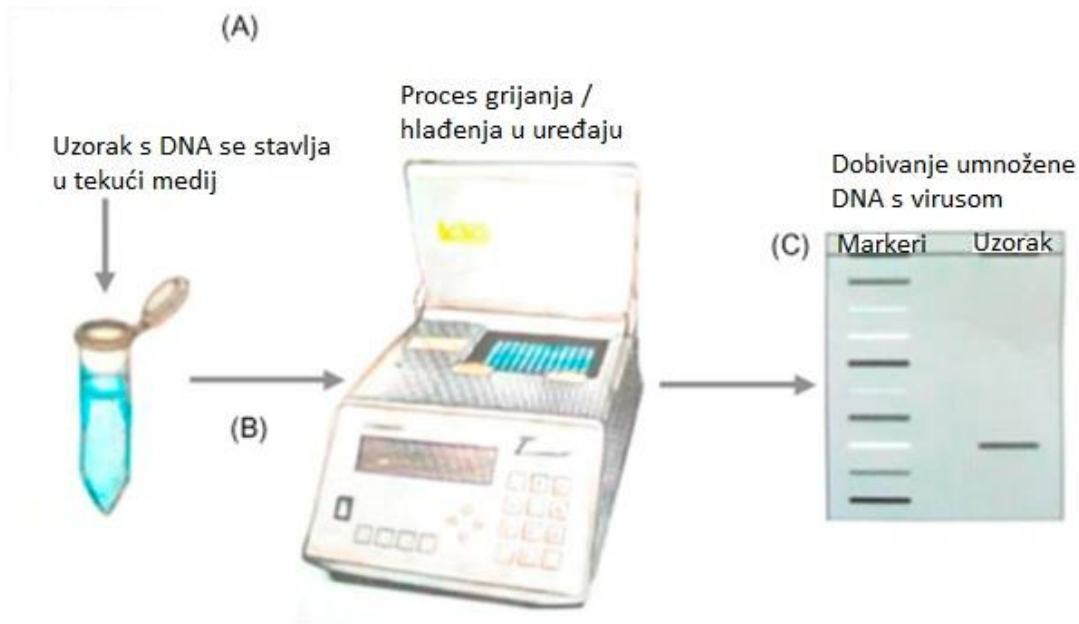 (A)
Uzorak s DNA se stavlja
u tekući medij
Proces grijanja /
hlađenja u uređaju
(B)
Dobivanje umnožene
DNA s virusom
(C)
Markeri Uzorak